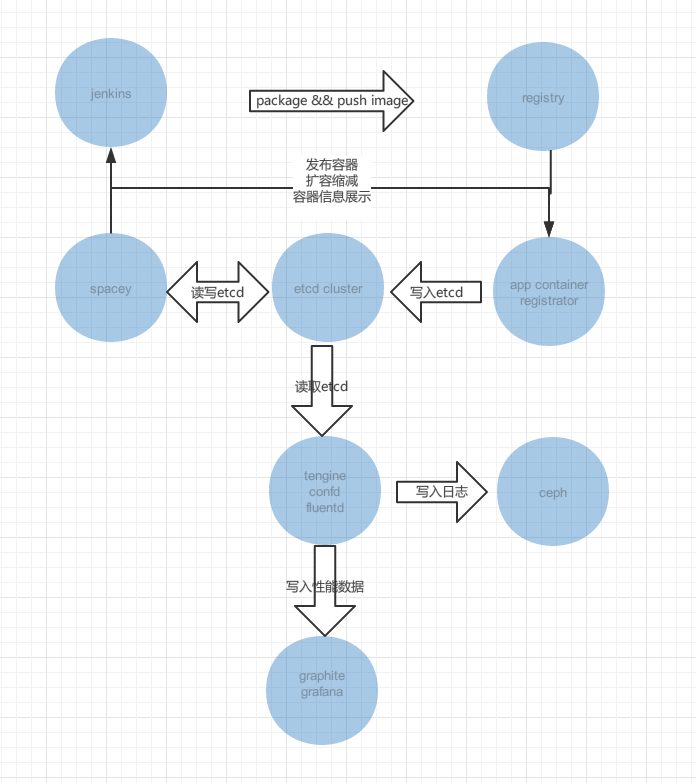 jenkins
package && push image
registry
发布容器
扩容缩减
容器信息展示
spacey
读写etcd
etcd cluster
写入etcd
app container
registrator
读取etcd
tengine
confd
fluentd
写入日志
ceph
写入性能数据
graphite
grafana